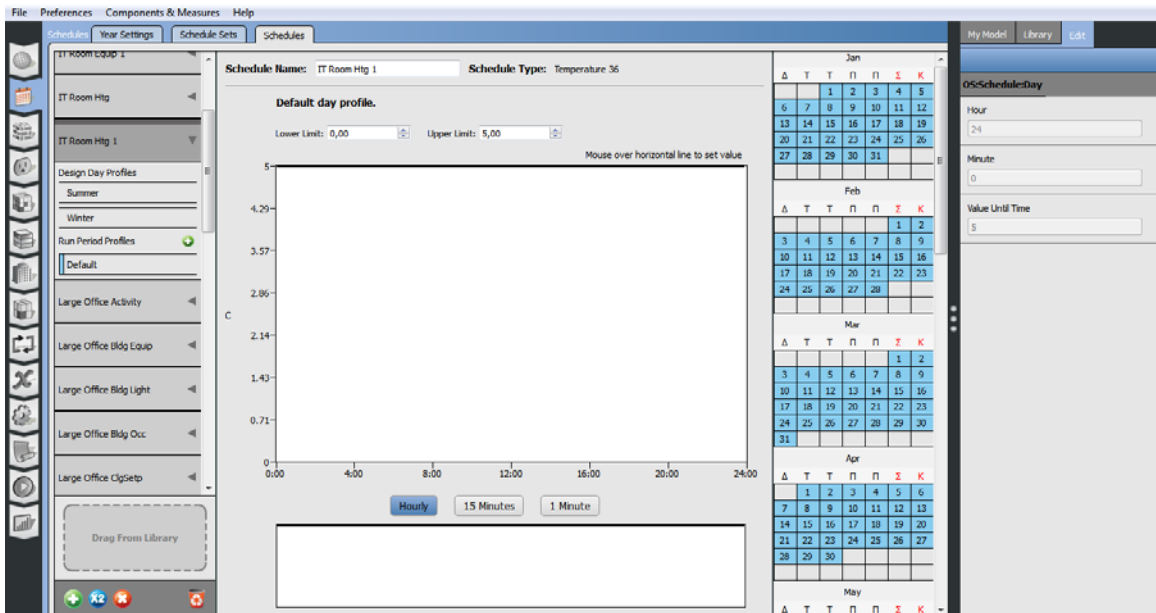 File Preferences Components & Measures Help
Schedules Year Settings Schedule Sets Schedules
My Model Library Edit
IT Room Equip 1
IT Room Htg
IT Room Htg 1
Design Day Profiles
Summer
Winter
Run Period Profiles
Default
Large Office Activity
Large Office Bldg Equip
Large Office Bldg Light
Large Office Bldg Occ
Large Office ClgSetp
Drag From Library
X2
Schedule Name: IT Room Htg 1 Schedule Type: Temperature 36
Default day profile.
Lower Limit: 0,00 Upper Limit: 5,00
Mouse over horizontal line to set value
5
4.29
3.57
2.86
C
2.14
1.43
0.71
0
0:00 4:00 8:00 12:00 16:00 20:00 24:00
Hourly 15 Minutes 1 Minute
Jan
Δ Τ Τ Π Π Σ Κ
1 2 3 4 5
6 7 8 9 10 11 12
13 14 15 16 17 18 19
20 21 22 23 24 25 26
27 28 29 30 31
Feb
Δ Τ Τ Π Π Σ Κ
1 2
3 4 5 6 7 8 9
10 11 12 13 14 15 16
17 18 19 20 21 22 23
24 25 26 27 28
Mar
Δ Τ Τ Π Π Σ Κ
1 2
3 4 5 6 7 8 9
10 11 12 13 14 15 16
17 18 19 20 21 22 23
24 25 26 27 28 29 30
31
Apr
Δ Τ Τ Π Π Σ Κ
1 2 3 4 5 6
7 8 9 10 11 12 13
14 15 16 17 18 19 20
21 22 23 24 25 26 27
28 29 30
May
Δ Τ Τ Π Π Σ Κ
OS:Schedule:Day
Hour
24
Minute
0
Value Until Time
5